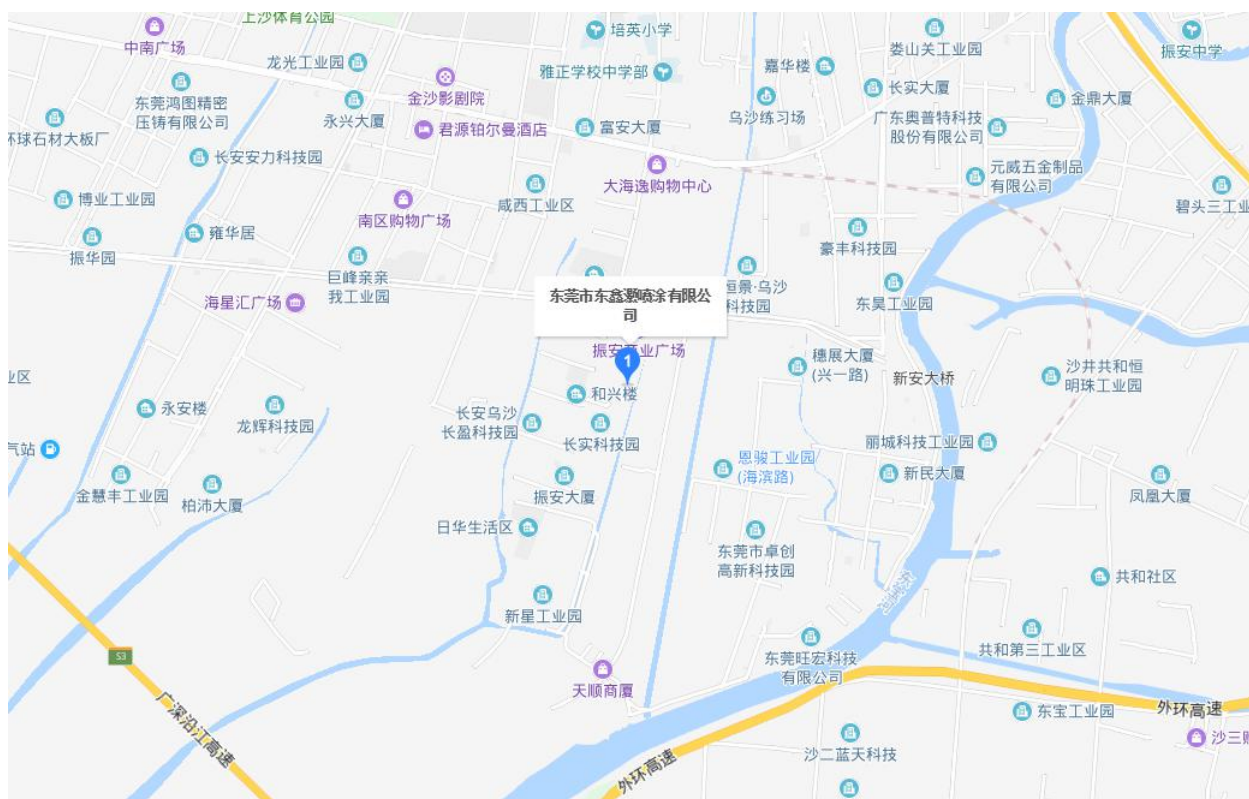 上沙体育公园
中南广场
培英小学
娄山关工业园
振安中学
龙光工业园
雅正学校中学部
嘉华楼
长实大厦
金沙影剧院
东莞鸿图精密
压铸有限公司
永兴大厦
君源铂尔曼酒店
富安大厦
乌沙练习场
广东奥普特科技
股份有限公司
金鼎大厦
环球石材大板厂
长安安力科技园
大海逸购物中心
元威五金制品
有限公司
博业工业园
南区购物广场
咸西工业区
碧头三工业
雍华居
振华园
豪丰科技园
巨峰亲亲
我工业园
恒景·乌沙
科技园
海星汇广场
东莞市东鑫灏喷涂有限公
司
东昊工业园
振安商业广场
1
穗展大厦
(兴一路)
新安大桥
沙井共和恒
明珠工业园
业区
和兴楼
永安楼
龙辉科技园
长安乌沙
长盈科技园
长实科技园
丽城科技工业园
气站
恩骏工业园
(海滨路)
新民大厦
金慧丰工业园
柏沛大厦
振安大厦
凤凰大厦
日华生活区
东莞市卓创
高新科技园
东宝河
共和社区
新星工业园
S3
东莞旺宏科技
有限公司
共和第三工业区
天顺商厦
广深沿江高速
东宝工业园
外环高速
沙三购
沙二蓝天科技
外环高速